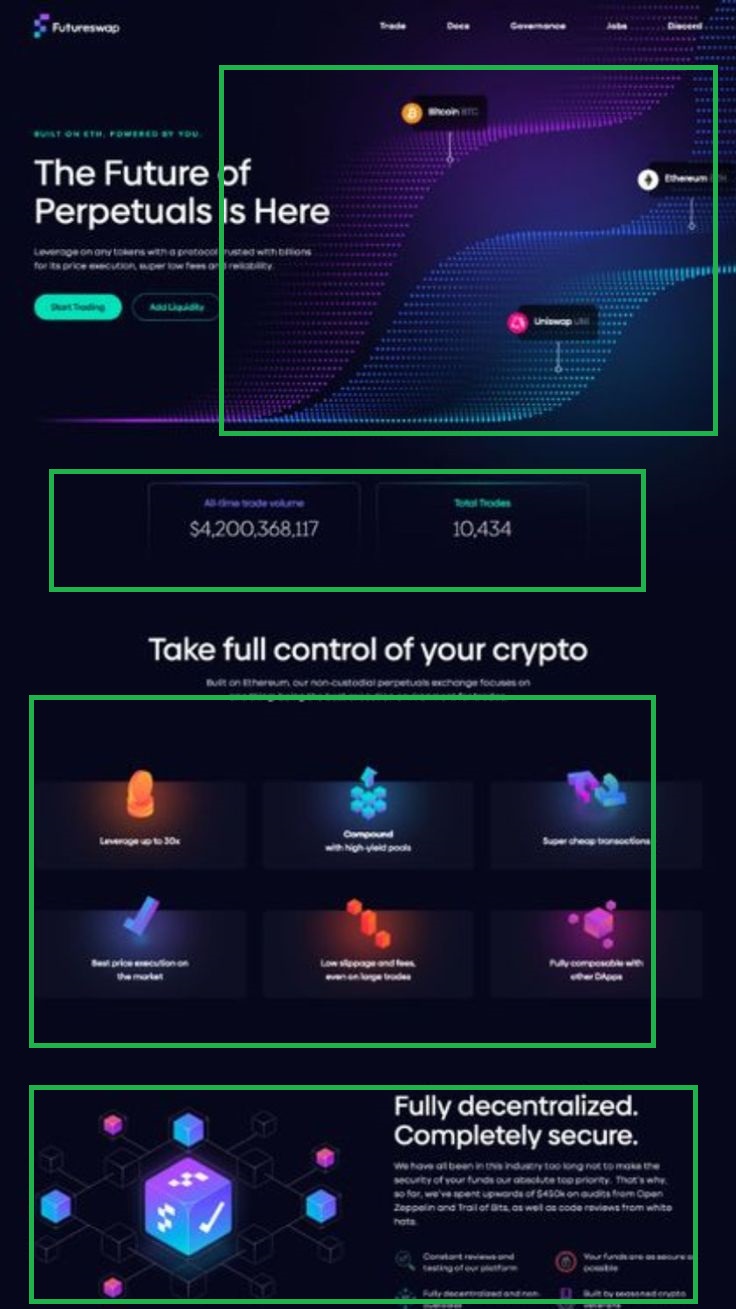 Futureswap
Trade Docs Governance Jobs Discord
Bitcoin BTC
BUILT ON ETH, POWERED BY YOU.
The Future of
Perpetuals Is Here
Ethereum ETH
Leverage on any tokens with a protocol trusted with billions
for its price execution, super low fees and reliability.
Start Trading Add Liquidity
Uniswap UNI
All-time trade volume
$4,200,368,117
Total Trades
10,434
Take full control of your crypto
Built on Ethereum, our non-custodial perpetuals exchange focuses on
Leverage up to 30x
Compound
with high-yield pools
Super cheap transactions
Best price execution on
the market
Low slippage and fees,
even on large trades
Fully composable with
other DApps
Fully decentralized.
Completely secure.
We have all been in this industry too long not to make the
security of your funds our absolute top priority. That's why,
so far, we've spent upwards of $450k on audits from Open
Zeppelin and Trail of Bits, as well as code reviews from white
hats.
Constant reviews and
testing of our platform
Your funds are as secure as
possible
Fully decentralized and non
Built by seasoned crypto
veterans